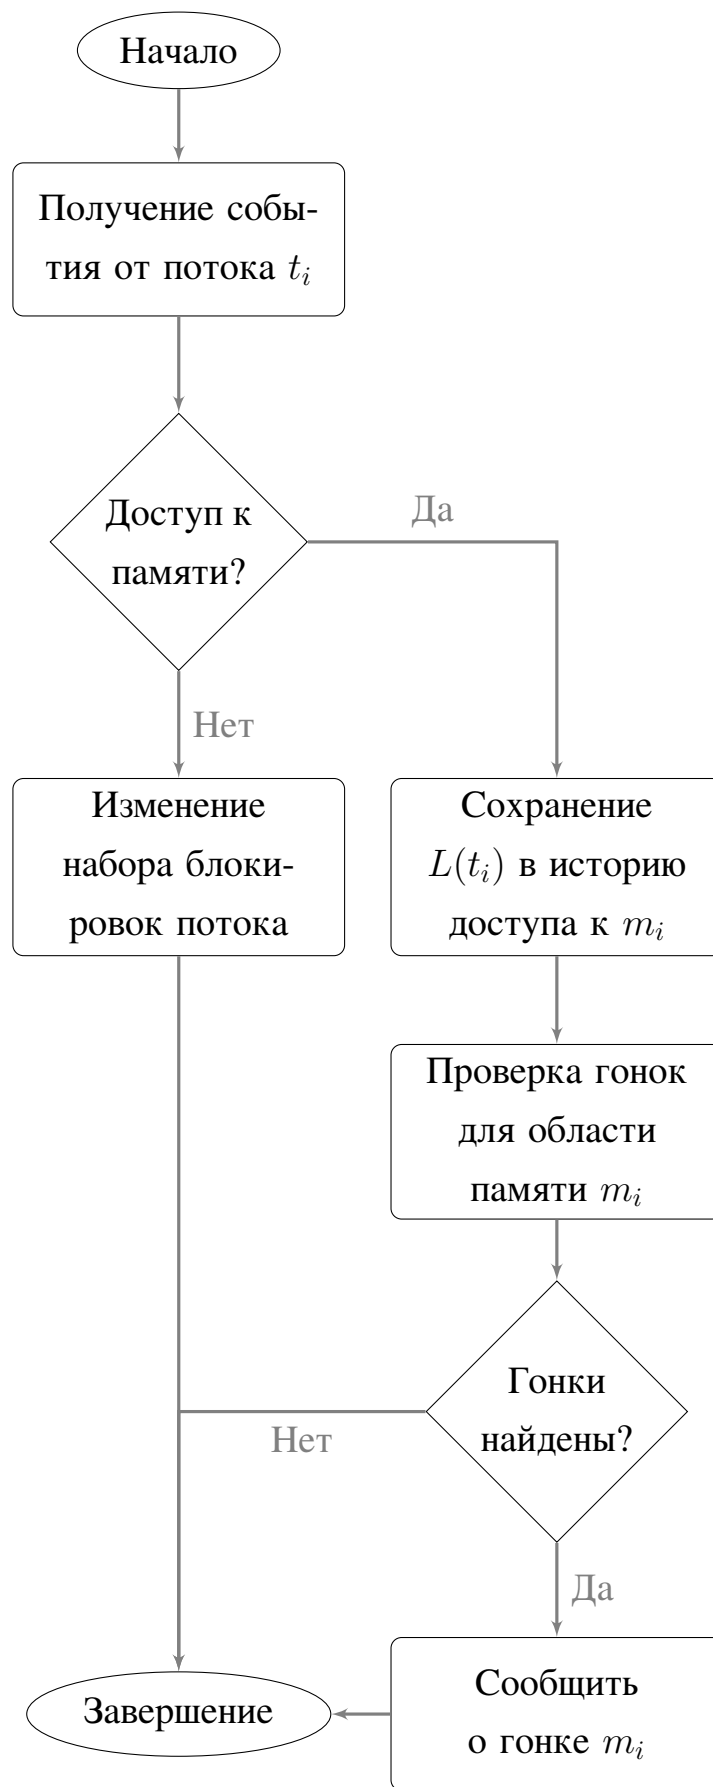 Начало
Получение собы-
тия от потока $t_i$
Доступ к
памяти?
Да
Нет
Изменение
набора блоки-
ровок потока
Сохранение
$L(t_i)$ в историю
доступа к $m_i$
Проверка гонок
для области
памяти $m_i$
Гонки
найдены?
Нет
Да
Сообщить
о гонке $m_i$
Завершение